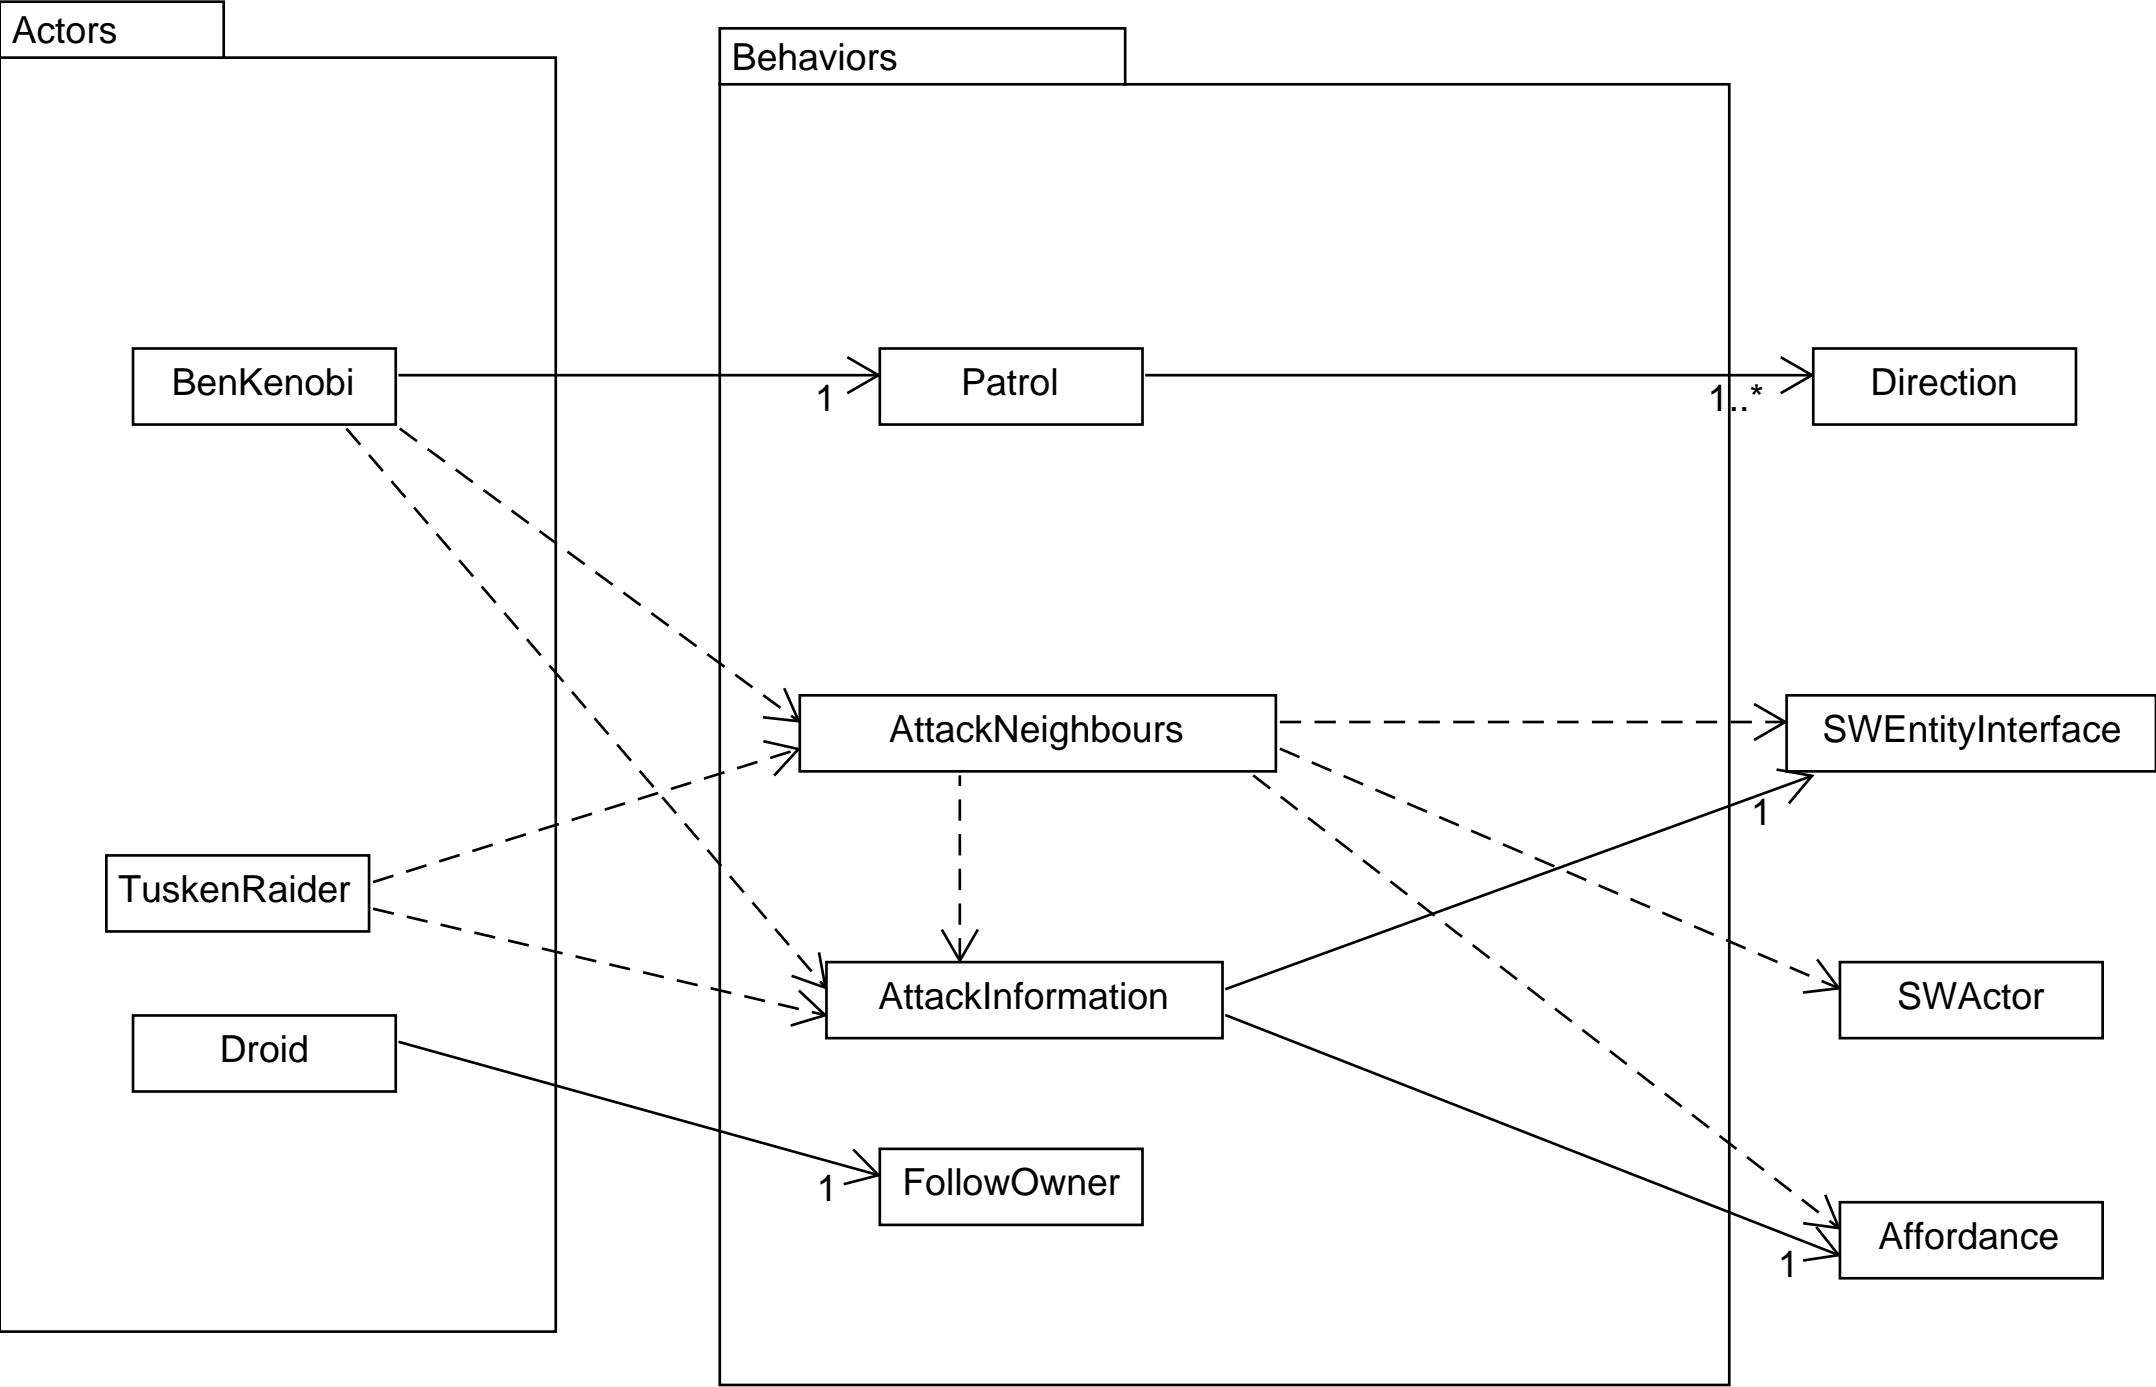 Actors
Behaviors
BenKenobi
1
Patrol
1..*
Direction
AttackNeighbours
SWEntityInterface
1
TuskenRaider
AttackInformation
SWActor
Droid
1
FollowOwner
Affordance
1